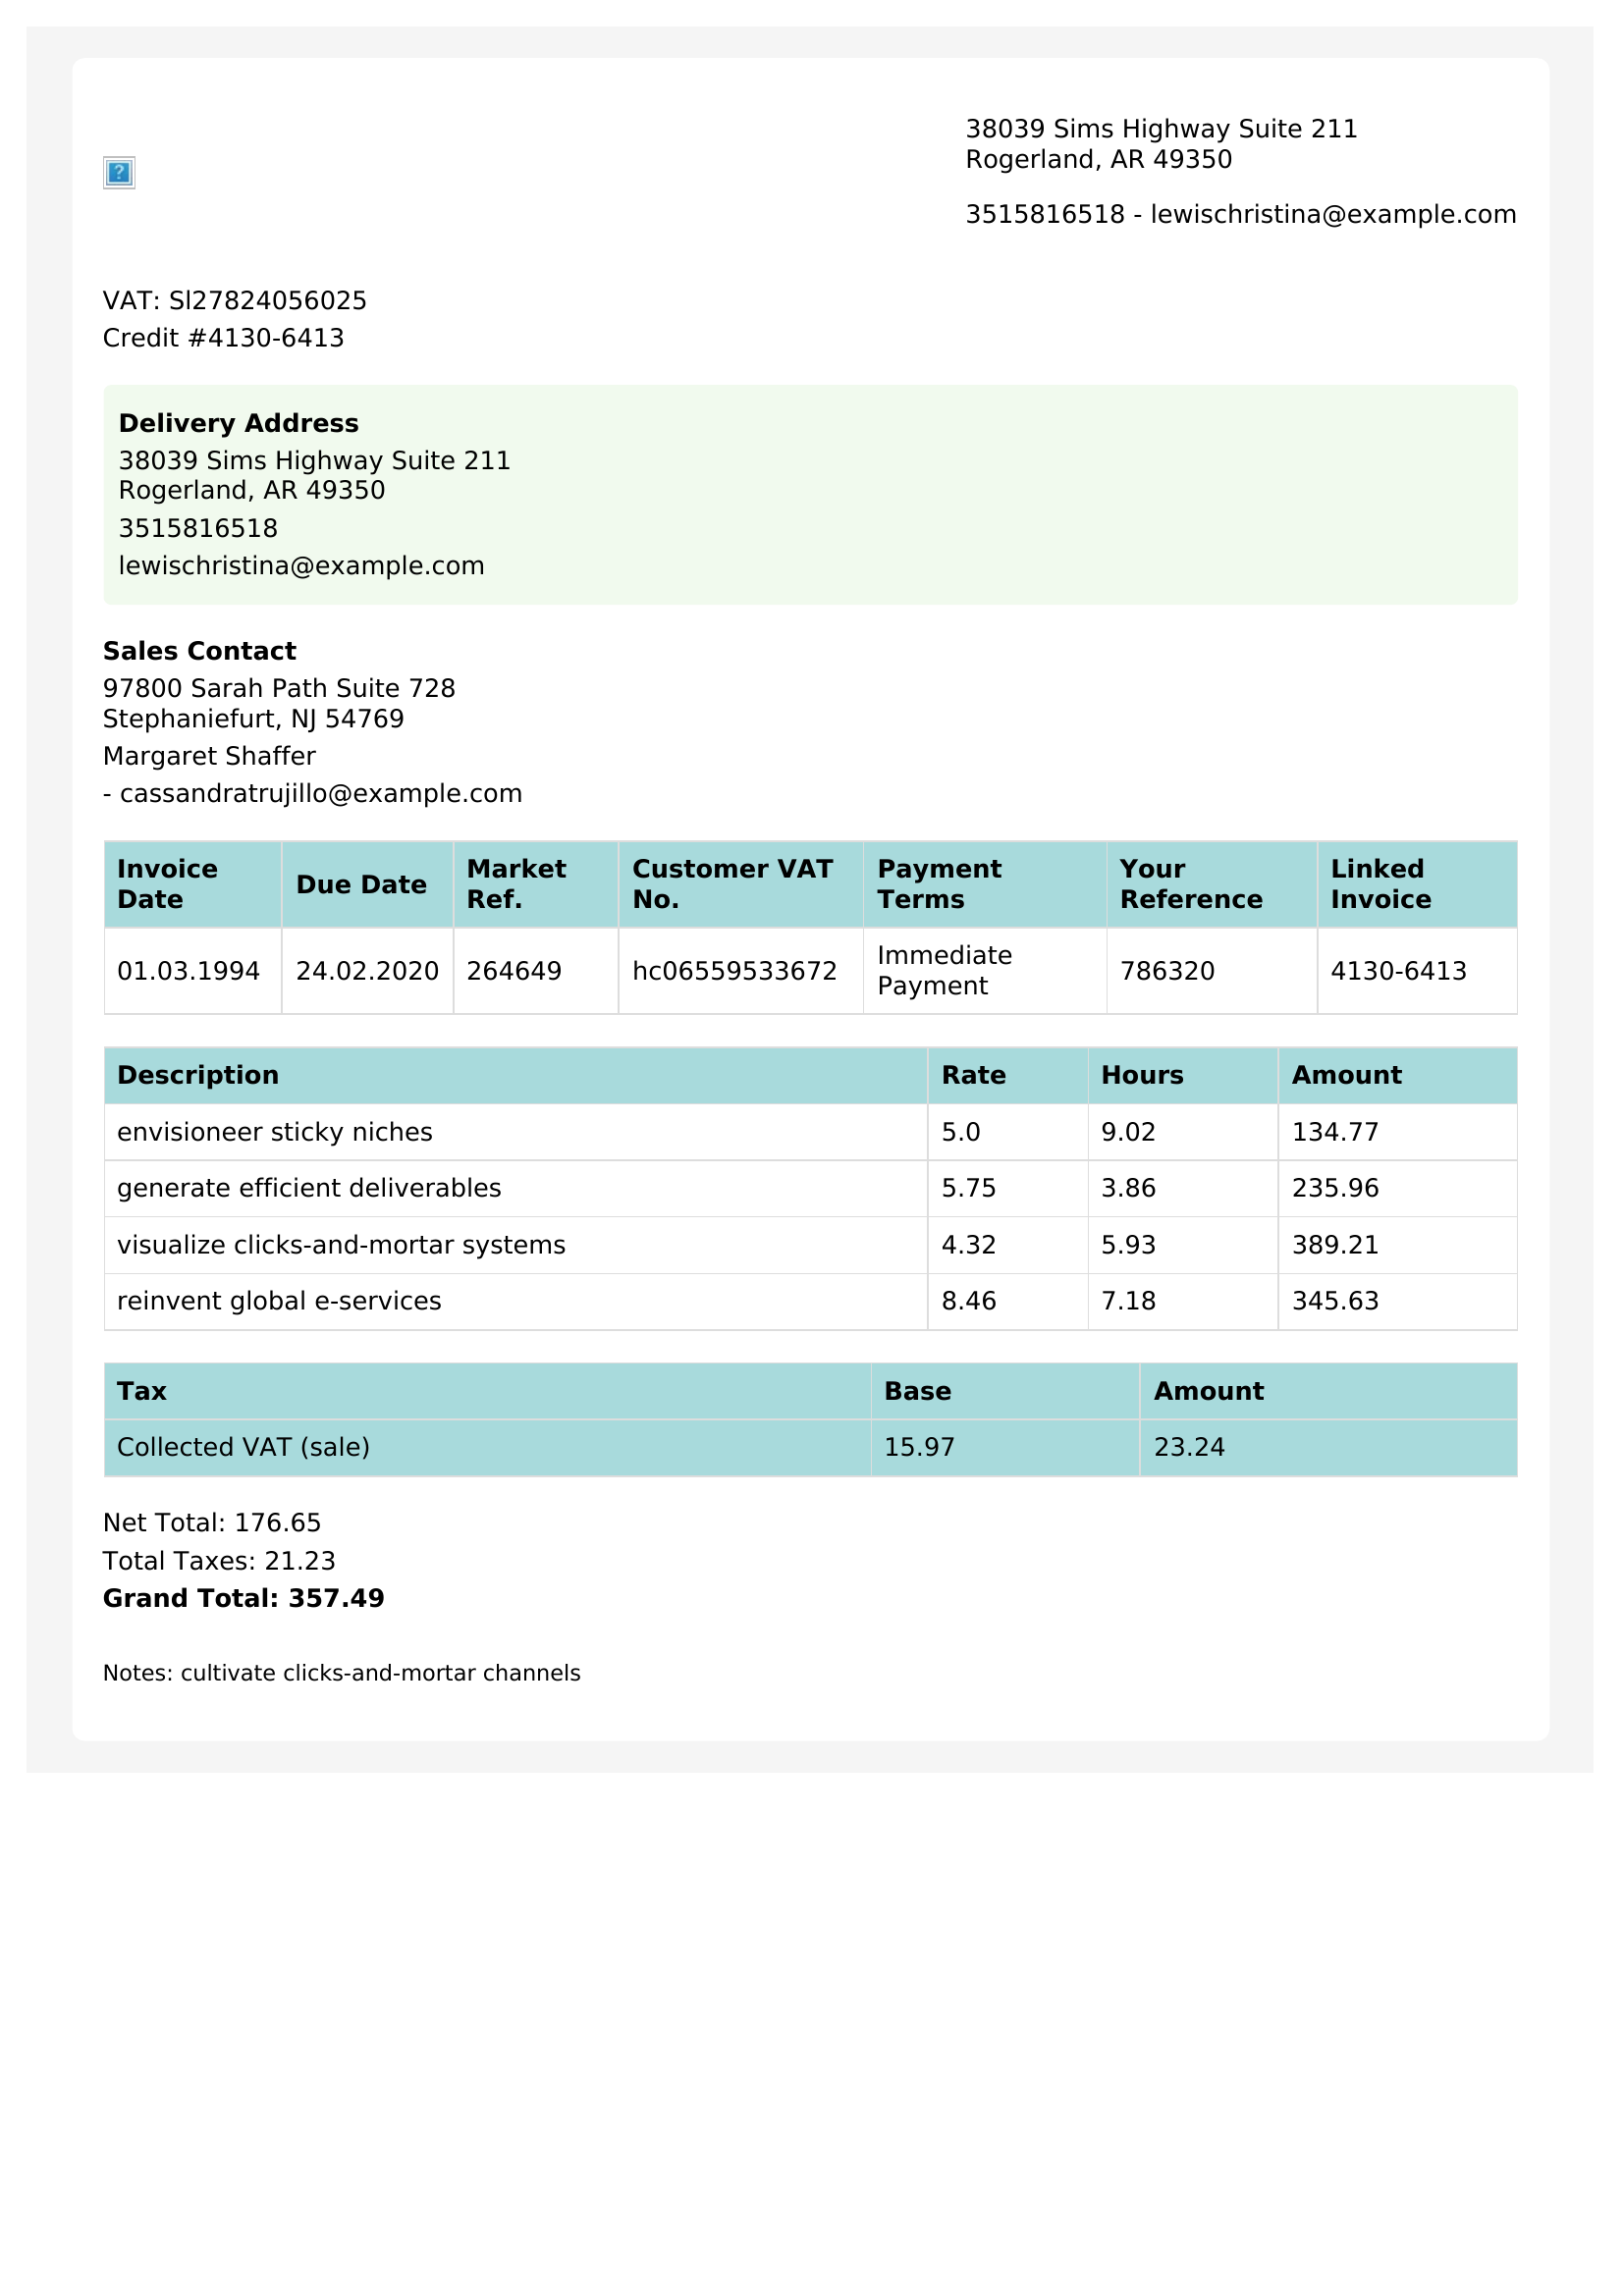 38039 Sims Highway Suite 211
Rogerland, AR 49350
3515816518 - lewischristina@example.com
VAT: Sl27824056025
Credit #4130-6413
Delivery Address
38039 Sims Highway Suite 211
Rogerland, AR 49350
3515816518
lewischristina@example.com
Sales Contact
97800 Sarah Path Suite 728
Stephaniefurt, NJ 54769
Margaret Shaffer
- cassandratrujillo@example.com
Invoice Date Due Date Market Ref. Customer VAT No. Payment Terms Your Reference Linked Invoice
01.03.1994 24.02.2020 264649 hc06559533672 Immediate Payment 786320 4130-6413
Description Rate Hours Amount
envisioneer sticky niches 5.0 9.02 134.77
generate efficient deliverables 5.75 3.86 235.96
visualize clicks-and-mortar systems 4.32 5.93 389.21
reinvent global e-services 8.46 7.18 345.63
Tax Base Amount
Collected VAT (sale) 15.97 23.24
Net Total: 176.65
Total Taxes: 21.23
Grand Total: 357.49
Notes: cultivate clicks-and-mortar channels